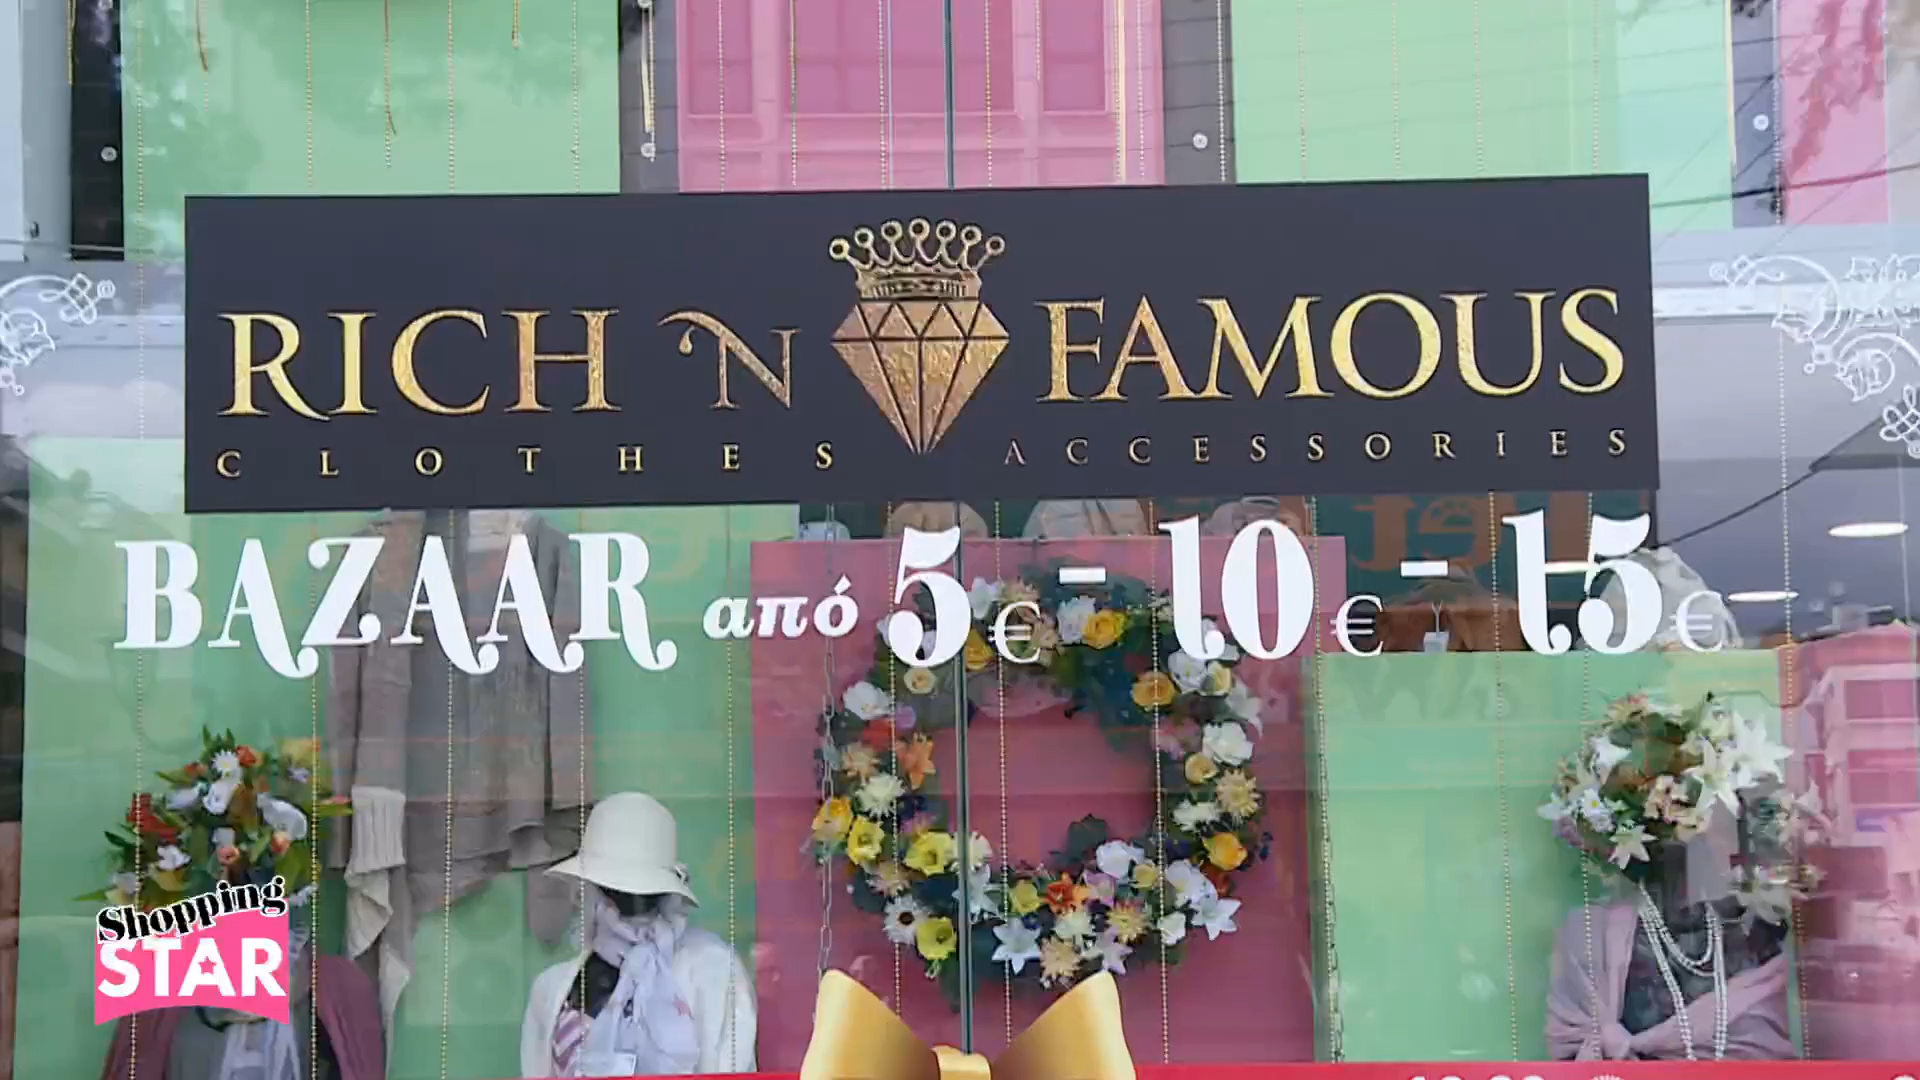 RICH 'N FAMOUS
CLOTHES ACCESSORIES
BAZAAR από 5€ - 10€ - 15€
Shopping
STAR